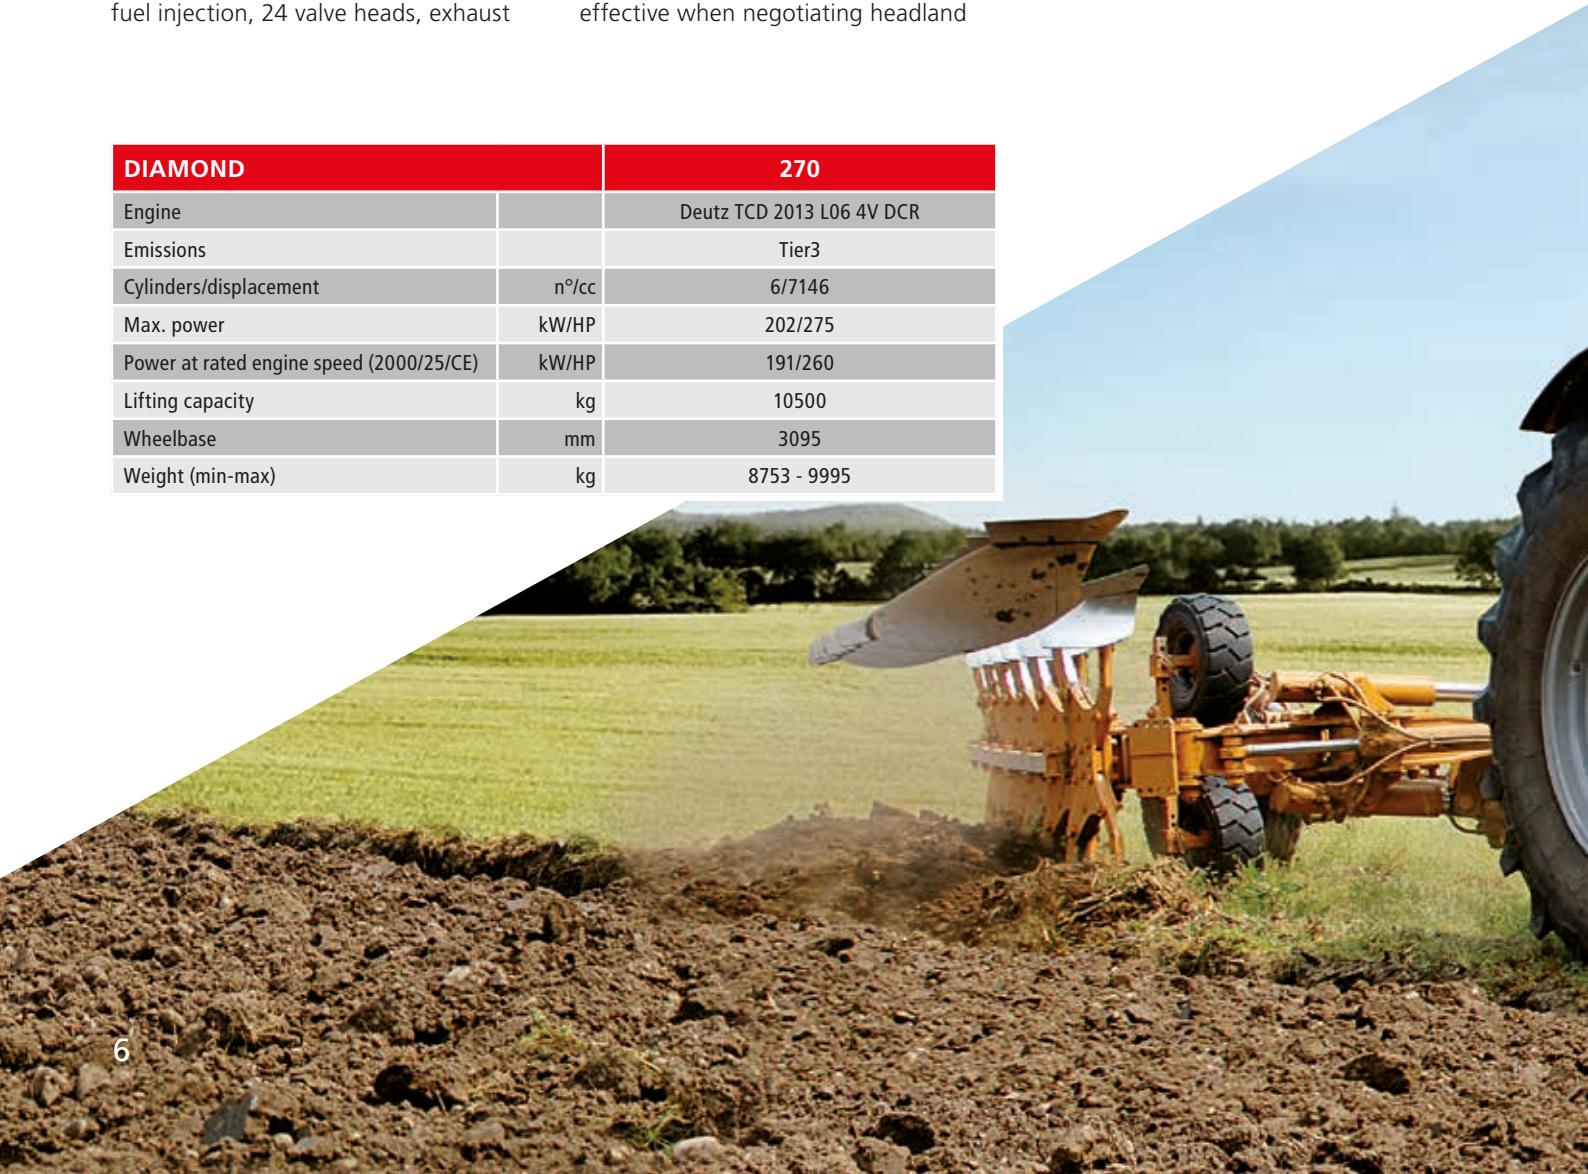 fuel injection, 24 valve heads, exhaust
effective when negotiating headland
DIAMOND 270
Engine Deutz TCD 2013 L06 4V DCR
Emissions Tier3
Cylinders/displacement n°/cc 6/7146
Max. power kW/HP 202/275
Power at rated engine speed (2000/25/CE) kW/HP 191/260
Lifting capacity kg 10500
Wheelbase mm 3095
Weight (min-max) kg 8753 - 9995
6